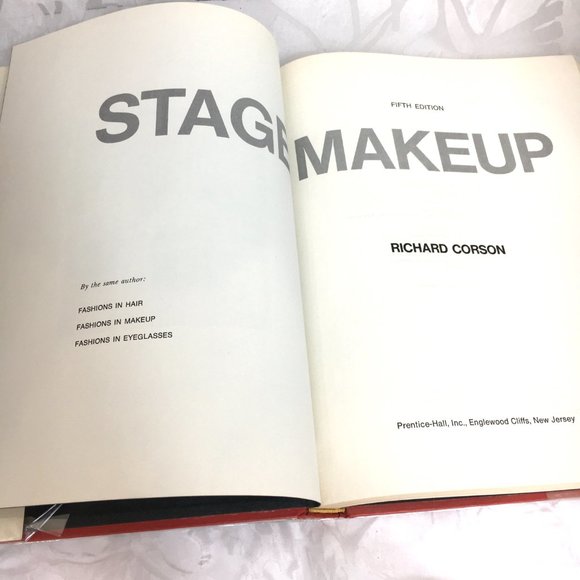 STAGE MAKEUP
By the same author:
FASHIONS IN HAIR
FASHIONS IN MAKEUP
FASHIONS IN EYEGLASSES
FIFTH EDITION
RICHARD CORSON
Prentice-Hall, Inc., Englewood Cliffs, New Jersey